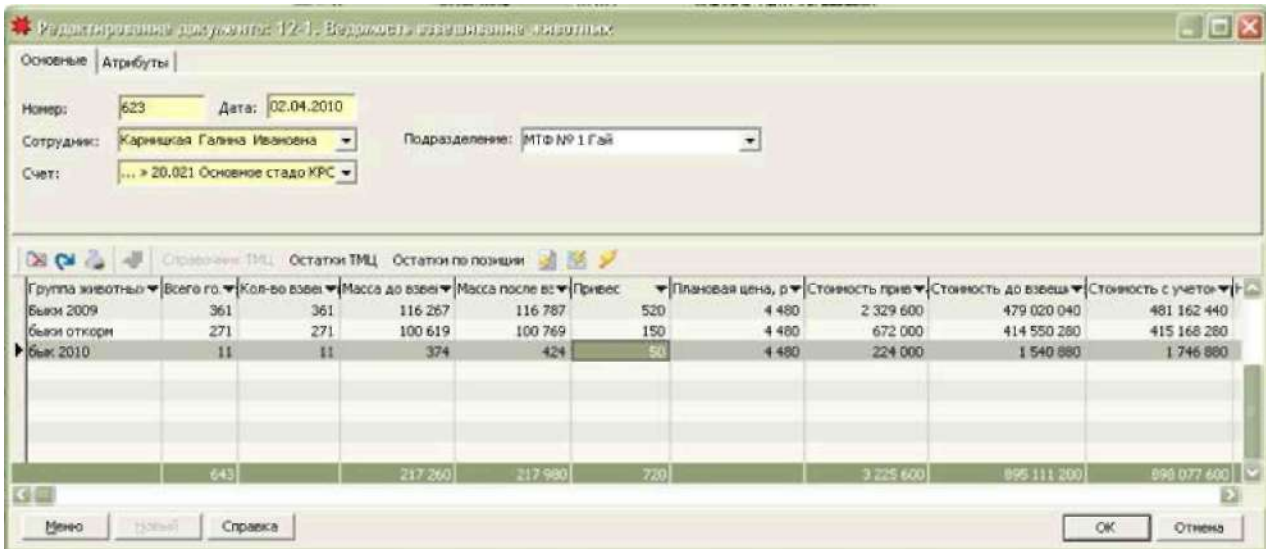 Редактирование документа: 12-1. Ведомость взвешивание животных
Основные Атрибуты
Номер: 623 Дата: 02.04.2010
Сотрудник: Карницкая Галина Ивановна Подразделение: МТФ № 1 Гай
Счет: ... » 20.021 Основное стадо КРС
Справочник ТМЦ Остатки ТМЦ Остатки по позиции
Группа животных Всего го. Кол-во взвеш Масса до взвеш Масса после вз Привес Плановая цена, р Стоимость прив Стоимость до взвеши Стоимость с учетом
Быки 2009 361 361 116 267 116 787 520 4 480 2 329 600 479 020 040 481 162 440
быки откорм 271 271 100 619 100 769 150 4 480 672 000 414 550 280 415 168 280
бык 2010 11 11 374 424 50 4 480 224 000 1 540 880 1 746 880
643 217 260 217 980 720 3 225 600 895 111 200 898 077 600
Меню Новый Справка ОК Отмена